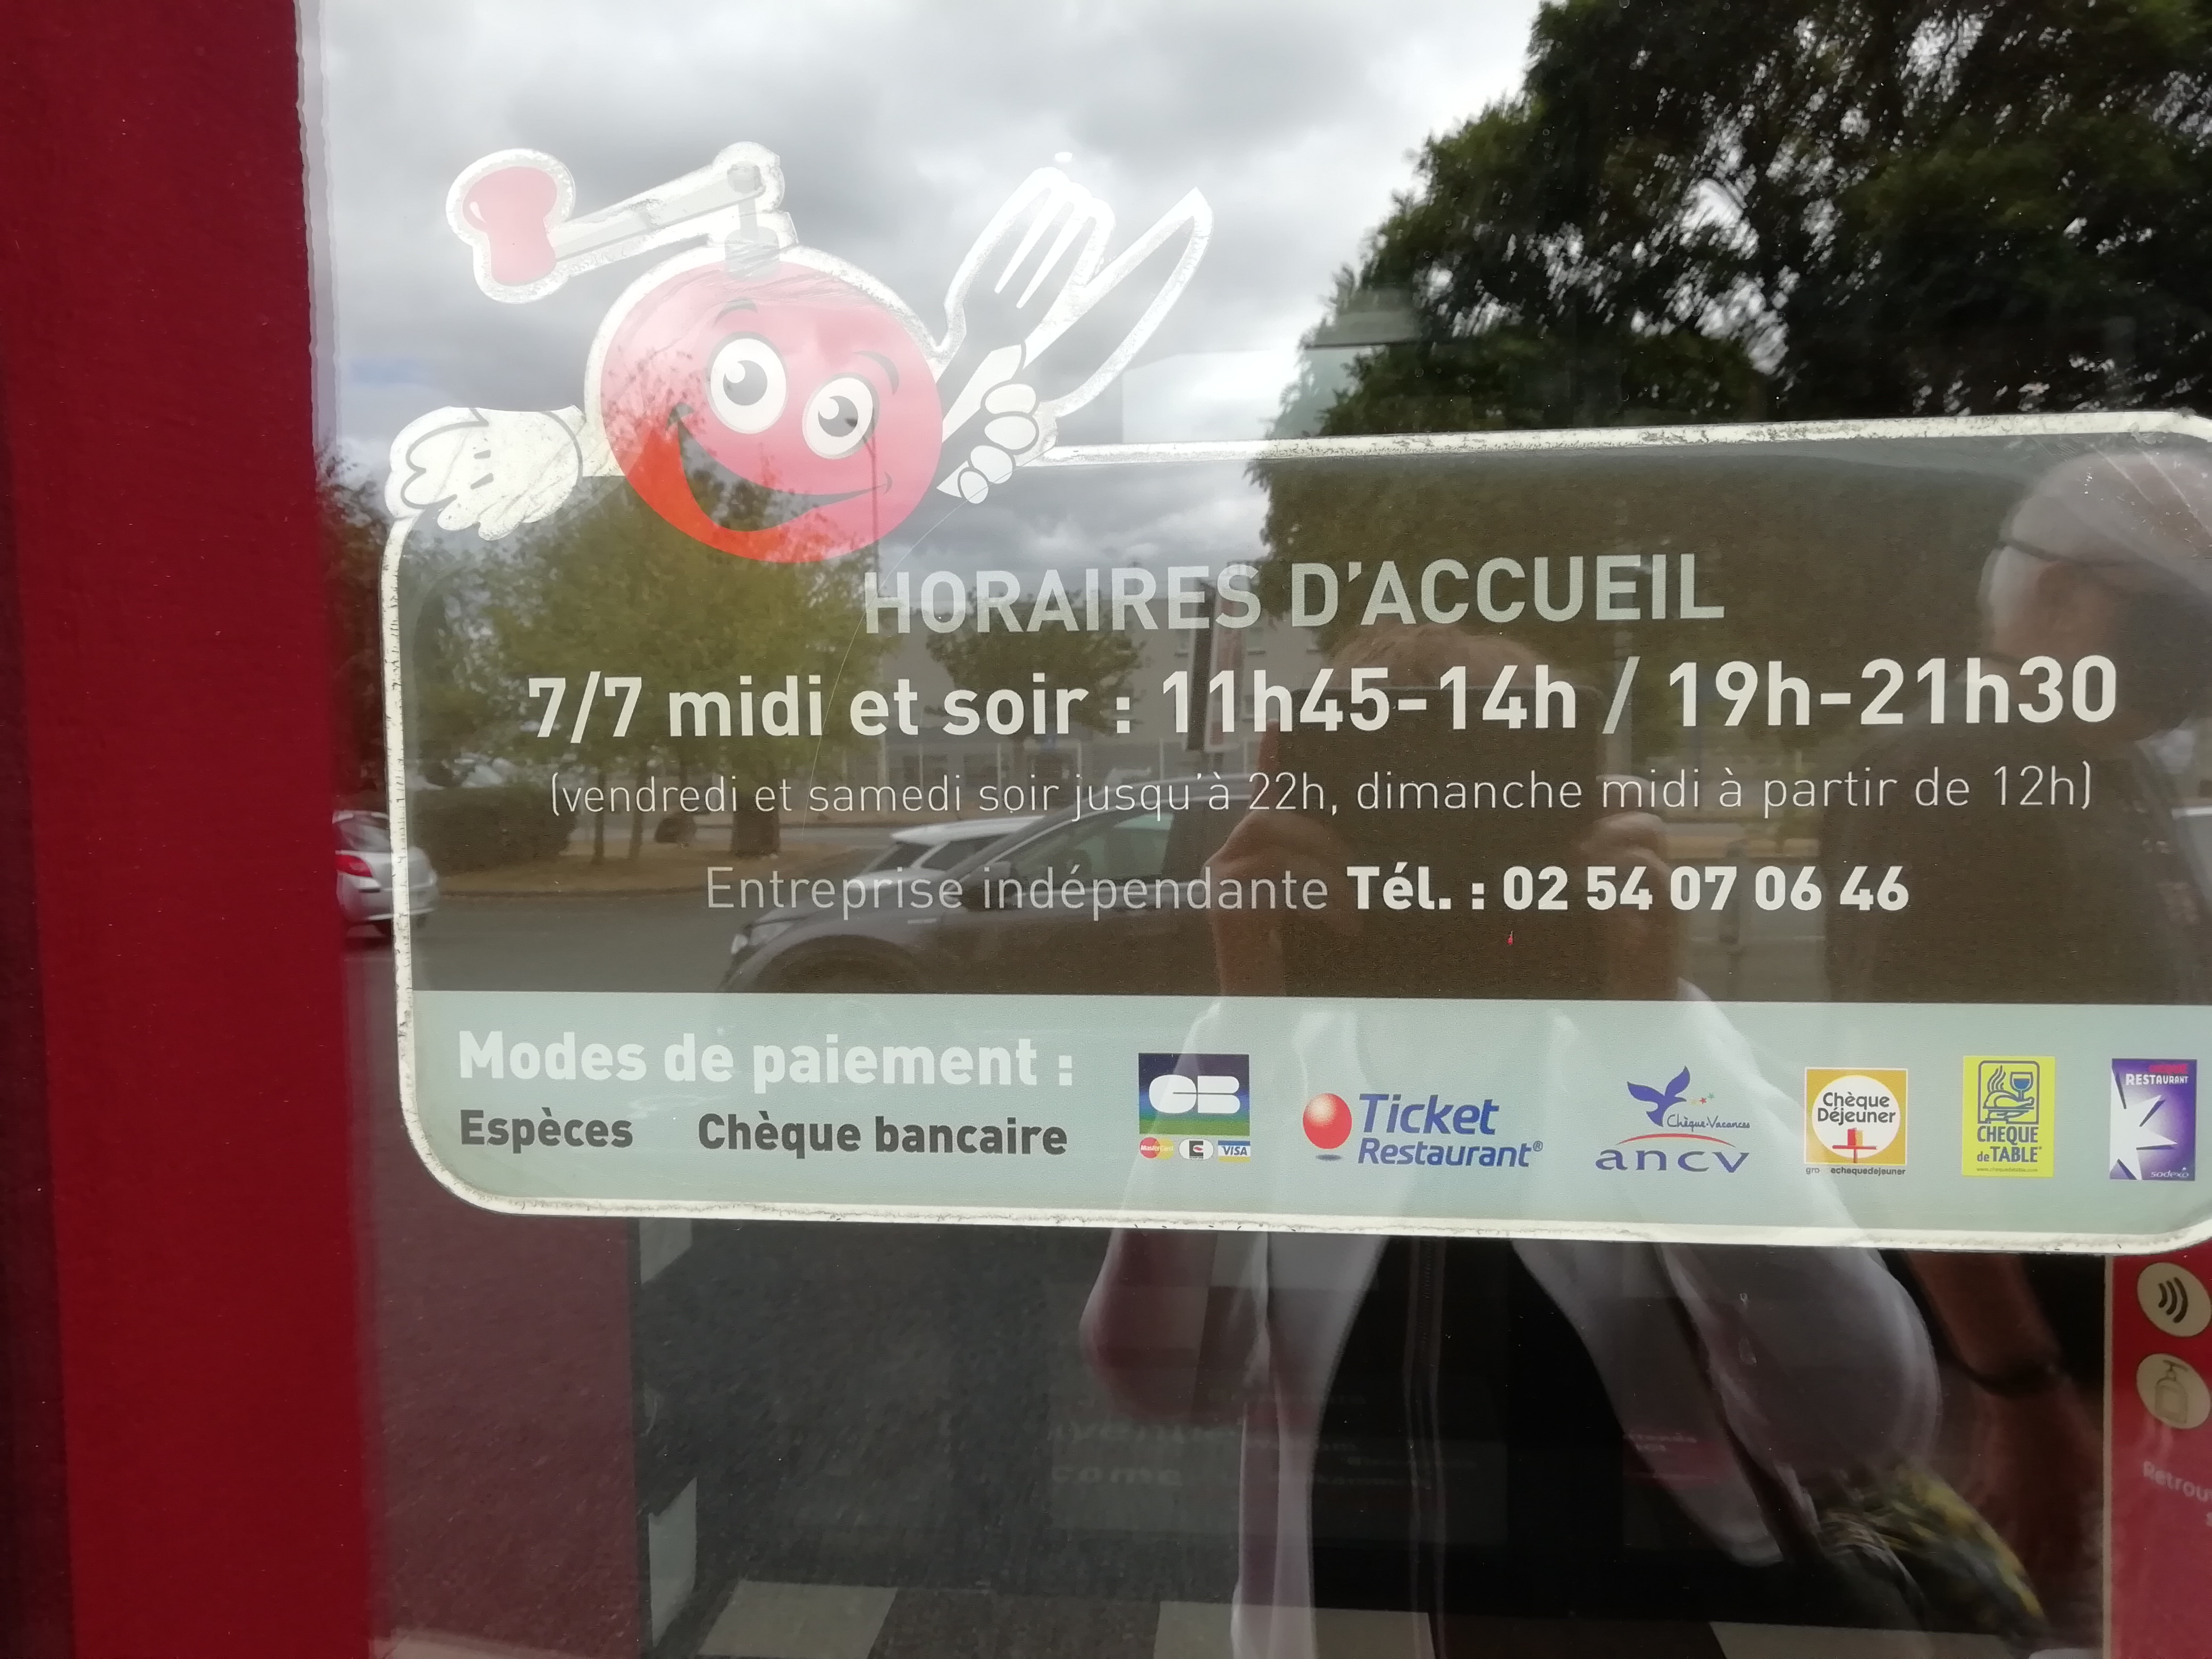 HORAIRES D'ACCUEIL
7/7 midi et soir : 11h45-14h / 19h-21h30
(vendredi et samedi soir jusqu'à 22h, dimanche midi à partir de 12h)
Entreprise indépendante Tél. : 02 54 07 06 46
Modes de paiement :
Espèces Chèque bancaire
CB
MasterCard VISA
Ticket
Restaurant®
Chèque-Vacances
ancv
Chèque
Déjeuner
CHEQUE
de TABLE
RESTAURANT
sodexo
Retrou